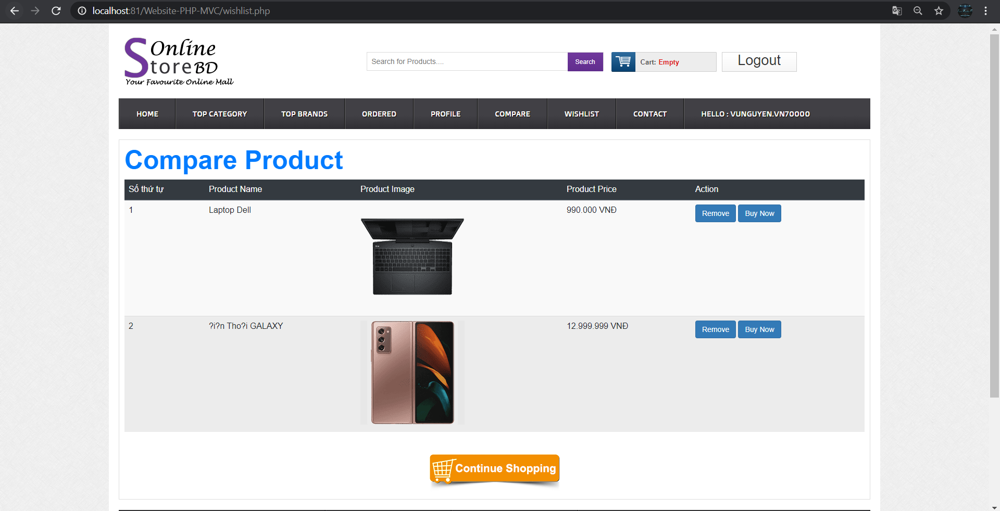 localhost:81/Website-PHP-MVC/wishlist.php
Online
StoreBD
Your Favourite Online Mall
Search for Products....
Search
Cart: Empty
Logout
HOME TOP CATEGORY TOP BRANDS ORDERED PROFILE COMPARE WISHLIST CONTACT HELLO : VUNGUYEN.VN70000
Compare Product
Số thứ tự Product Name Product Image Product Price Action
1 Laptop Dell 990.000 VNĐ Remove Buy Now
2 ?i?n Tho?i GALAXY 12.999.999 VNĐ Remove Buy Now
Continue Shopping